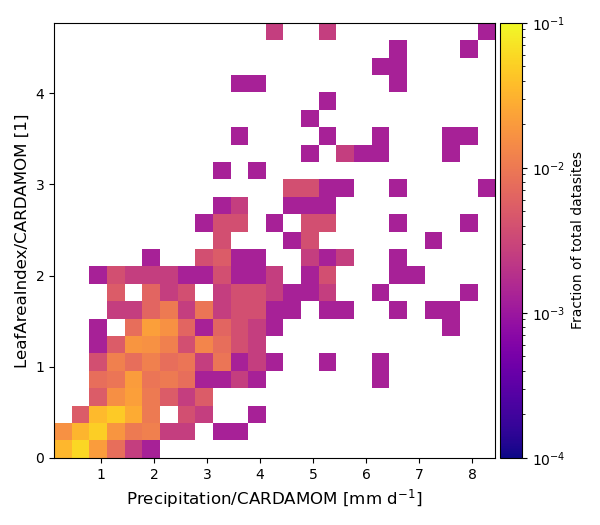 LeafAreaIndex/CARDAMOM [1]
4
3
2
1
0
1 2 3 4 5 6 7 8
Precipitation/CARDAMOM [mm d⁻¹]
10⁻¹
10⁻²
10⁻³
10⁻⁴
Fraction of total datasites